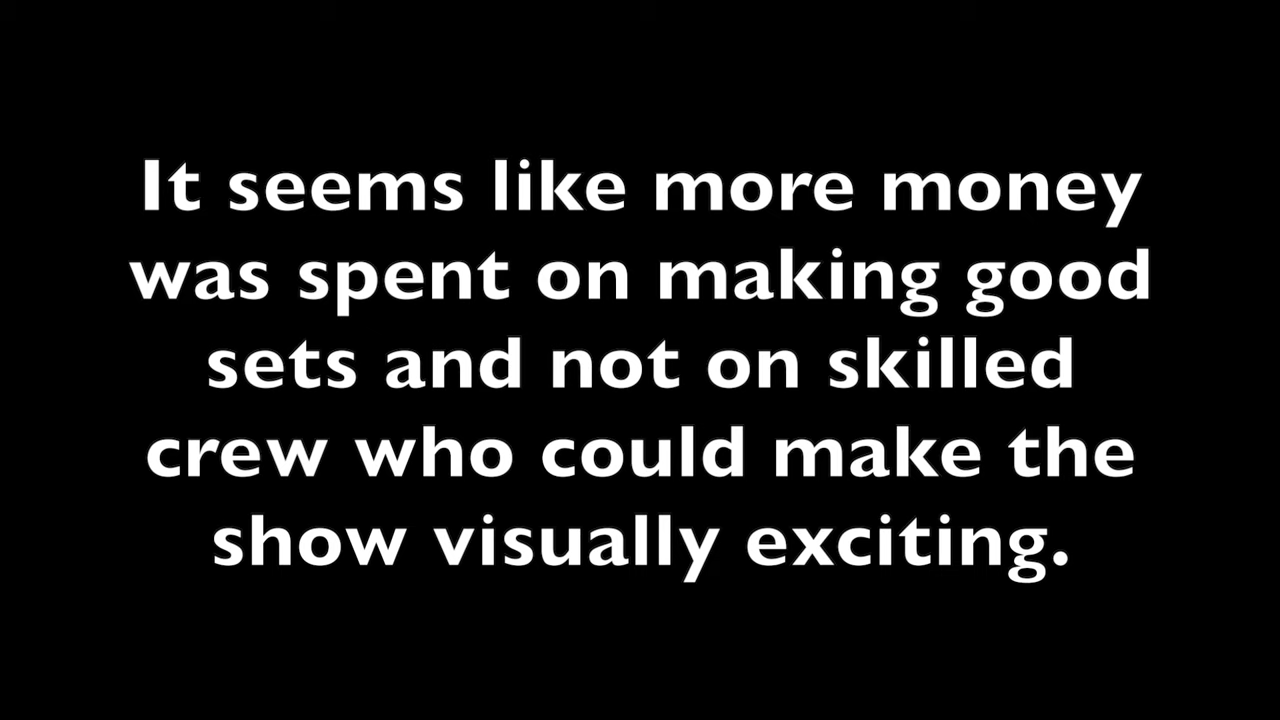 It seems like more money
was spent on making good
sets and not on skilled
crew who could make the
show visually exciting.